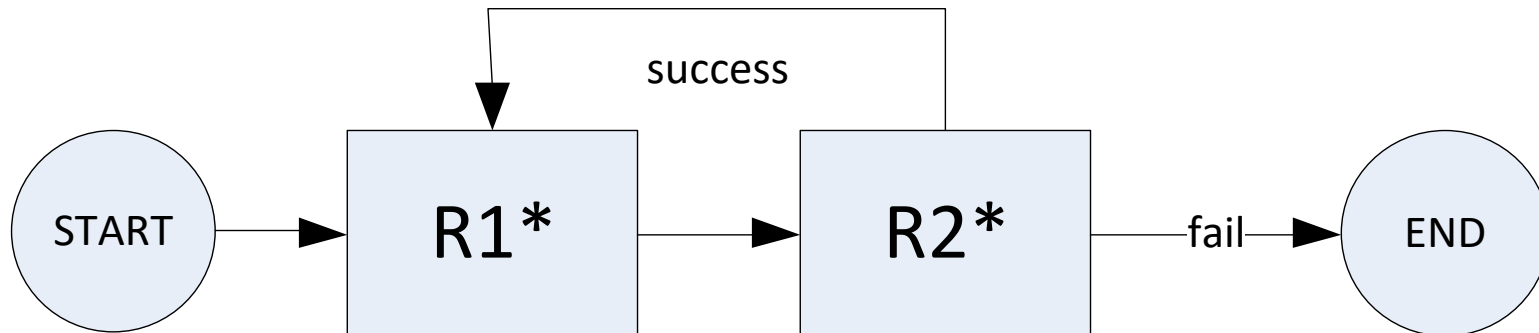 success
START
R1*
R2*
fail
END